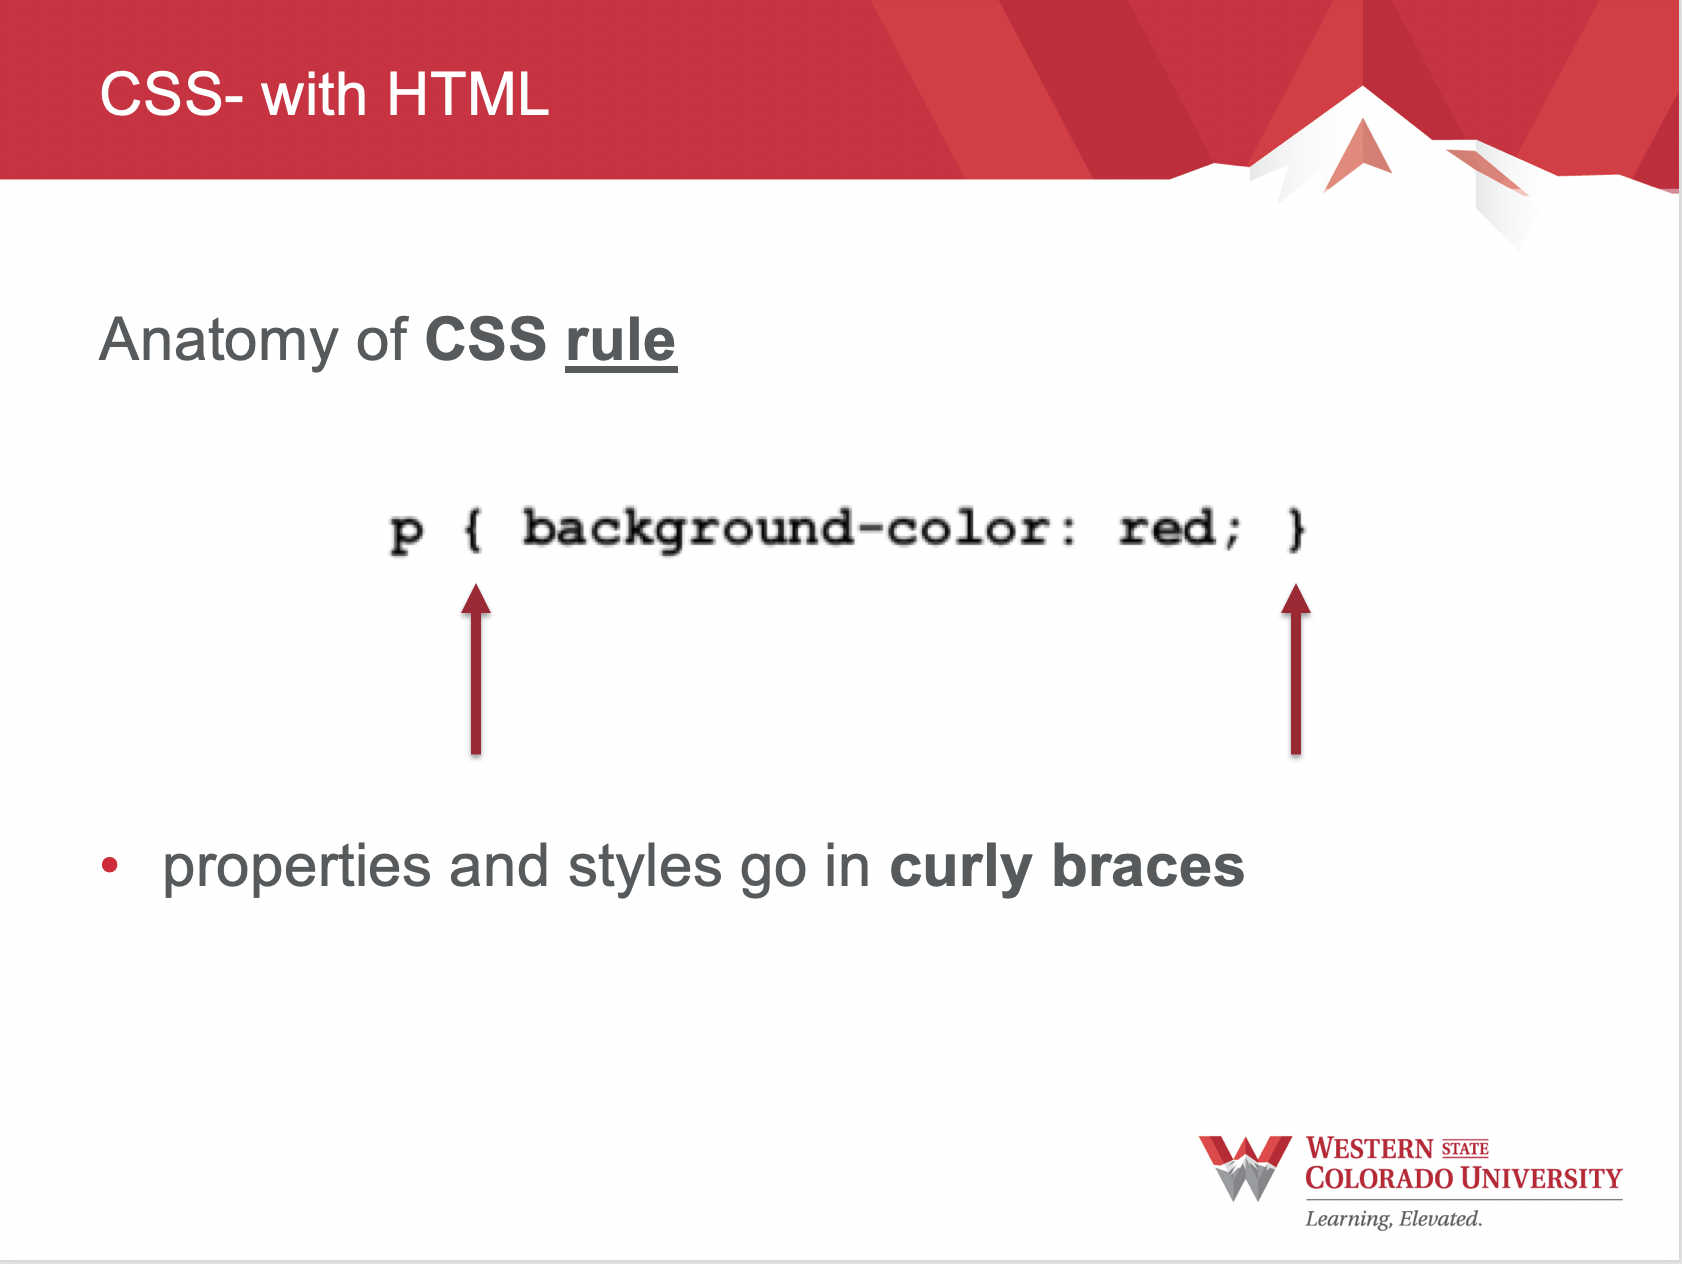 CSS- with HTML
Anatomy of CSS rule
p { background-color: red; }
• properties and styles go in curly braces
WESTERN STATE
COLORADO UNIVERSITY
Learning, Elevated.